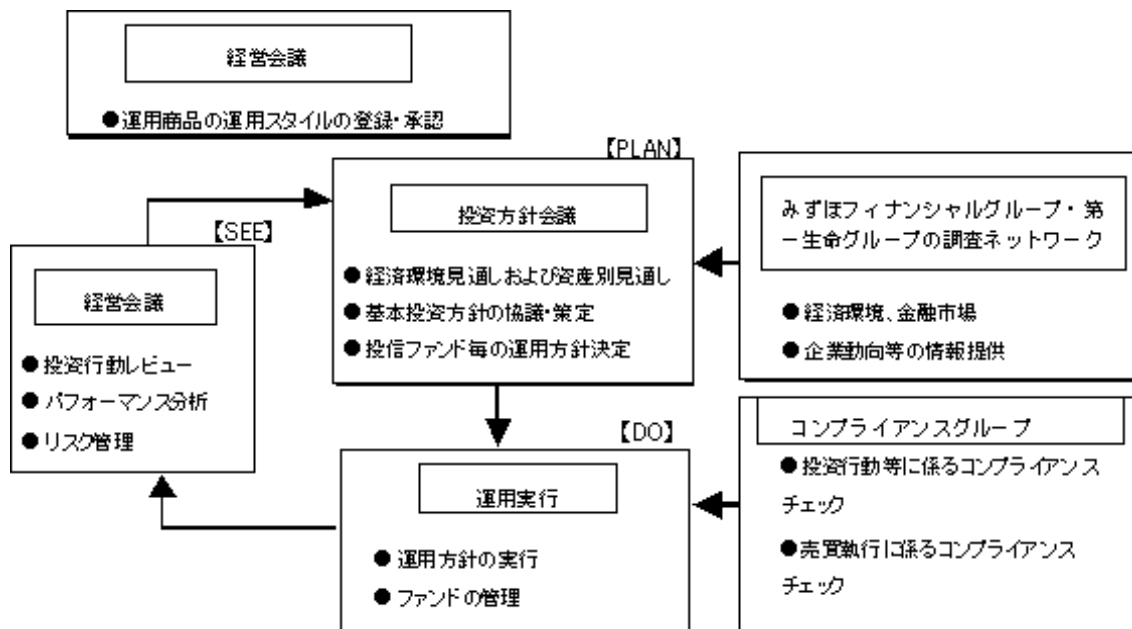 経営会議
●運用商品の運用スタイルの登録・承認
【PLAN】
投資方針会議
●経済環境見通しおよび資産別見通し
●基本投資方針の協議・策定
●投信ファンド毎の運用方針決定
みずほフィナンシャルグループ・第
一生命グループの調査ネットワーク
●経済環境、金融市場
●企業動向等の情報提供
【SEE】
経営会議
●投資行動レビュー
●パフォーマンス分析
●リスク管理
【DO】
運用実行
●運用方針の実行
●ファンドの管理
コンプライアンスグループ
●投資行動等に係るコンプライアンス
チェック
●売買執行に係るコンプライアンス
チェック